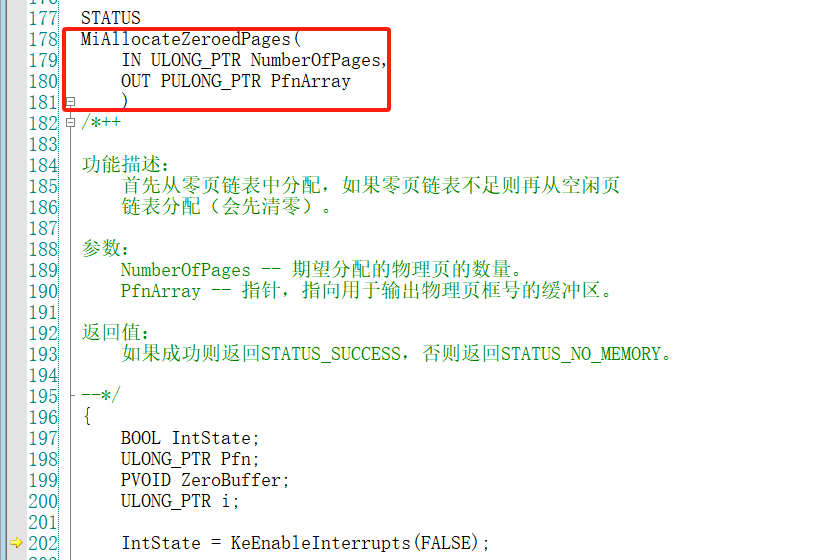 177 STATUS
178 MiAllocateZeroedPages(
179 IN ULONG_PTR NumberOfPages,
180 OUT PULONG_PTR PfnArray
181 )
182 /*++
183
184 功能描述：
185 首先从零页链表中分配，如果零页链表不足则再从空闲页
186 链表分配（会先清零）。
187
188 参数：
189 NumberOfPages -- 期望分配的物理页的数量。
190 PfnArray -- 指针，指向用于输出物理页框号的缓冲区。
191
192 返回值：
193 如果成功则返回STATUS_SUCCESS，否则返回STATUS_NO_MEMORY。
194
195 --*/
196 {
197 BOOL IntState;
198 ULONG_PTR Pfn;
199 PVOID ZeroBuffer;
200 ULONG_PTR i;
201
202 IntState = KeEnableInterrupts(FALSE);